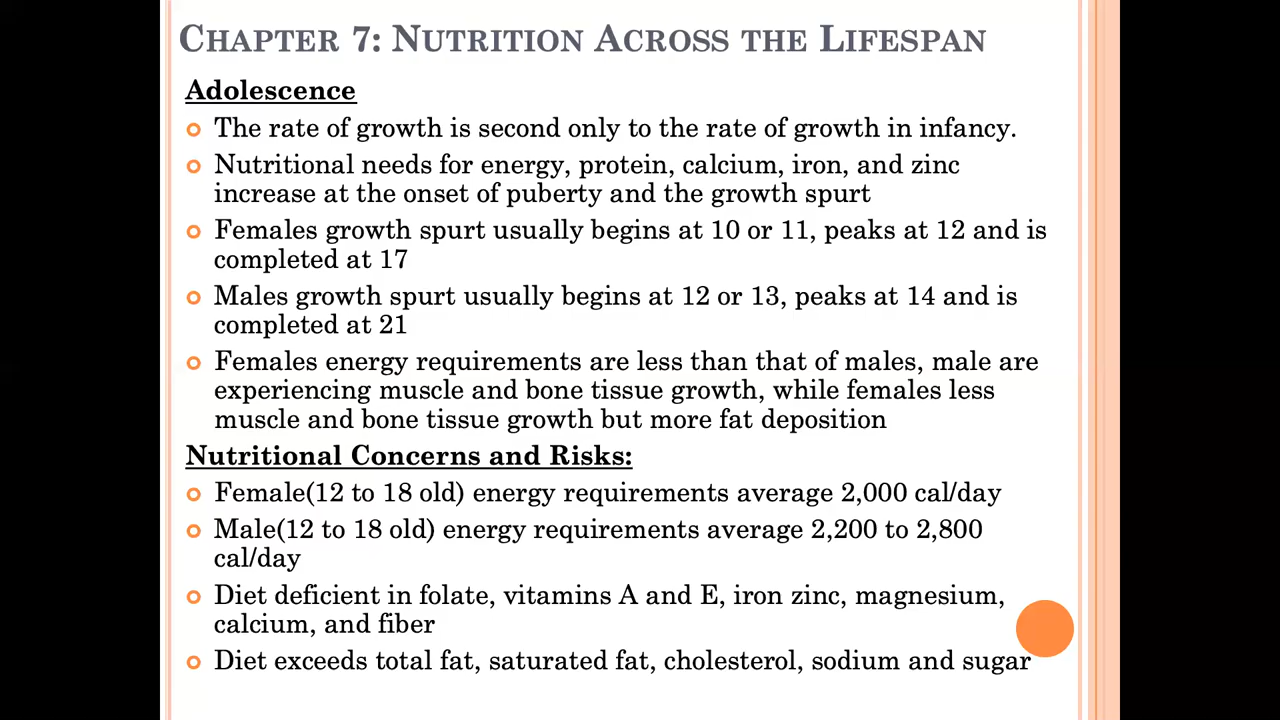 CHAPTER 7: NUTRITION ACROSS THE LIFESPAN
Adolescence
The rate of growth is second only to the rate of growth in infancy.
Nutritional needs for energy, protein, calcium, iron, and zinc
increase at the onset of puberty and the growth spurt
Females growth spurt usually begins at 10 or 11, peaks at 12 and is
completed at 17
Males growth spurt usually begins at 12 or 13, peaks at 14 and is
completed at 21
Females energy requirements are less than that of males, male are
experiencing muscle and bone tissue growth, while females less
muscle and bone tissue growth but more fat deposition
Nutritional Concerns and Risks:
Female(12 to 18 old) energy requirements average 2,000 cal/day
Male(12 to 18 old) energy requirements average 2,200 to 2,800
cal/day
Diet deficient in folate, vitamins A and E, iron zinc, magnesium,
calcium, and fiber
Diet exceeds total fat, saturated fat, cholesterol, sodium and sugar